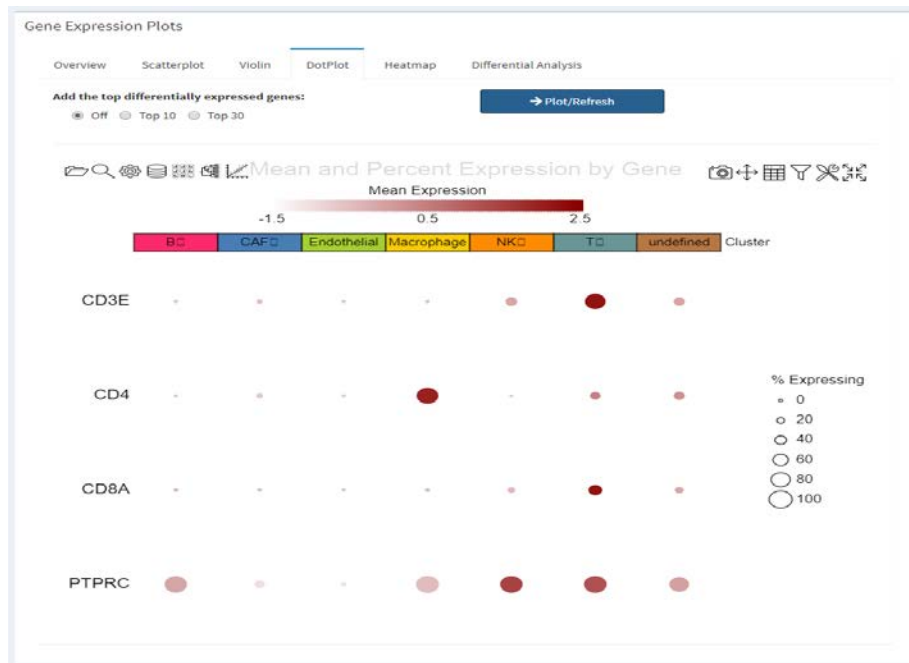 Gene Expression Plots
Overview Scatterplot Violin DotPlot Heatmap Differential Analysis
Add the top differentially expressed genes:
Off Top 10 Top 30
→ Plot/Refresh
Mean and Percent Expression by Gene
Mean Expression
-1.5 0.5 2.5
B□ CAF□ Endothelial Macrophage NK□ T□ undefined Cluster
CD3E
CD4
CD8A
PTPRC
% Expressing
0
20
40
60
80
100